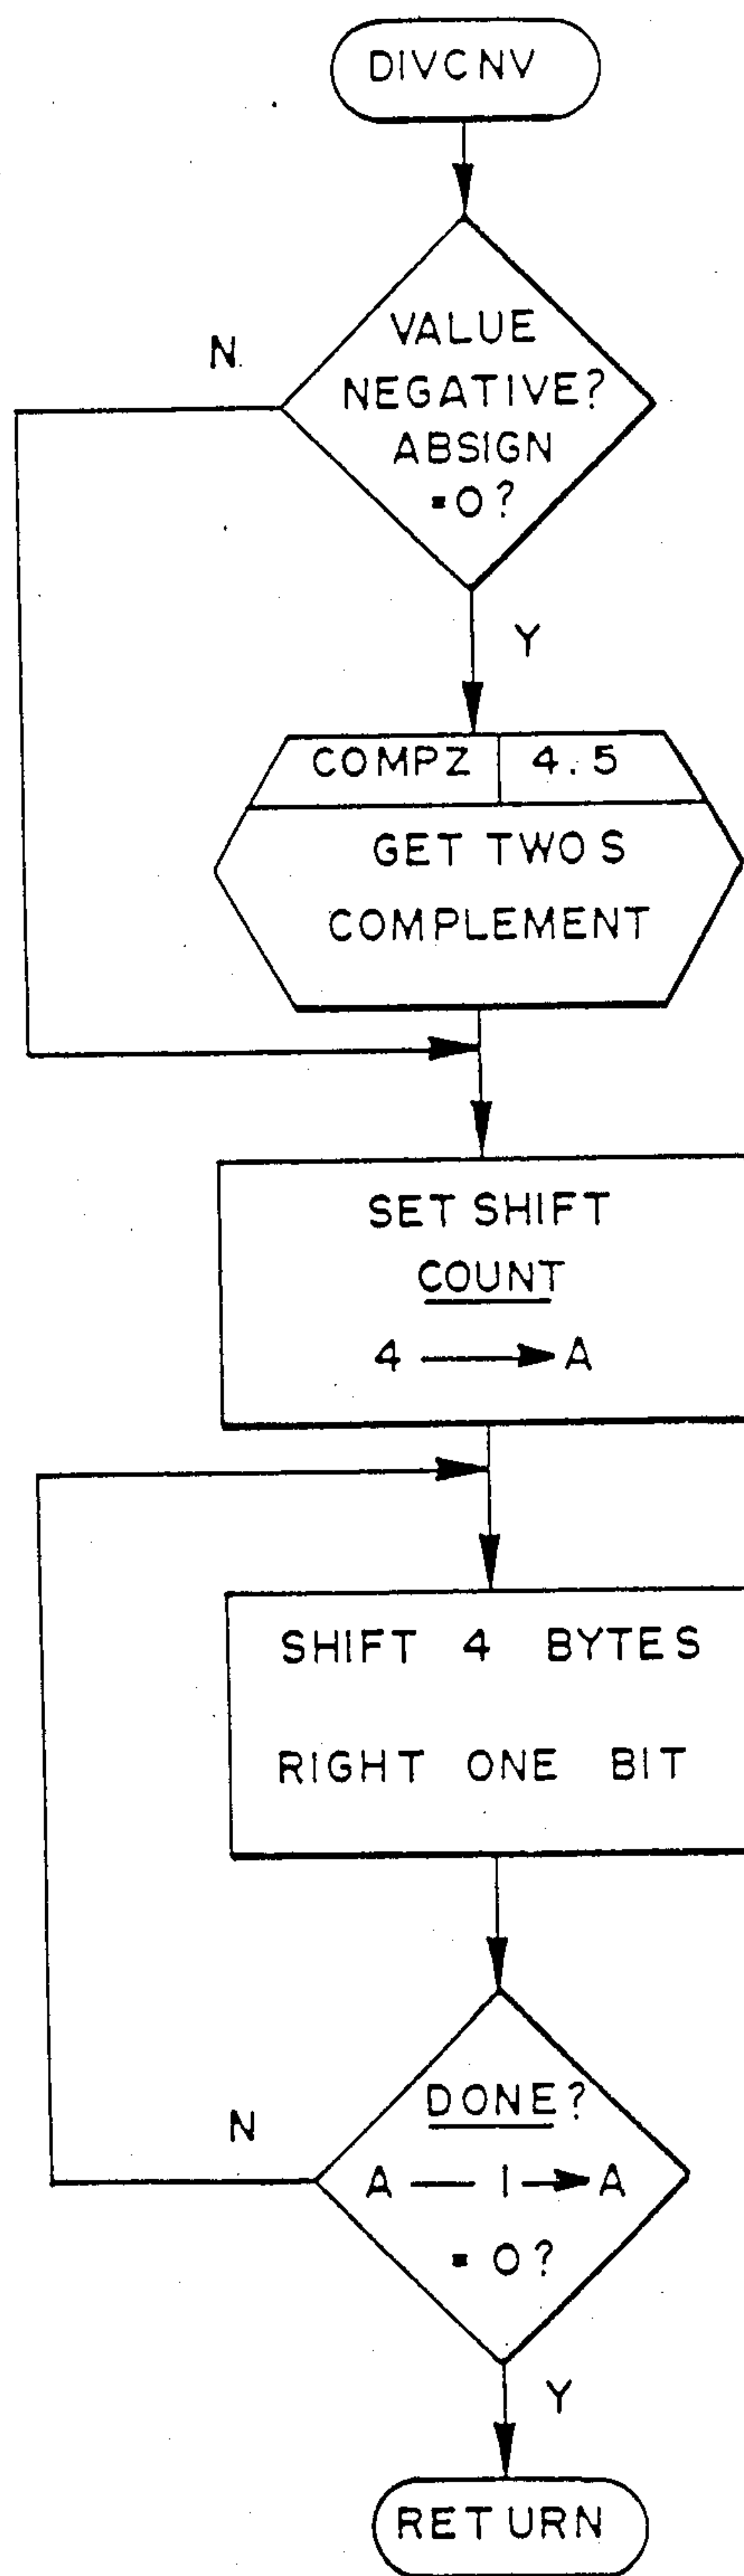 DIVCNV
VALUE
NEGATIVE?
ABSIGN
=0?
N
Y
COMPZ 4.5
GET TWOS
COMPLEMENT
SET SHIFT
COUNT
4 → A
SHIFT 4 BYTES
RIGHT ONE BIT
DONE?
A — 1 → A
= 0?
N
Y
RETURN